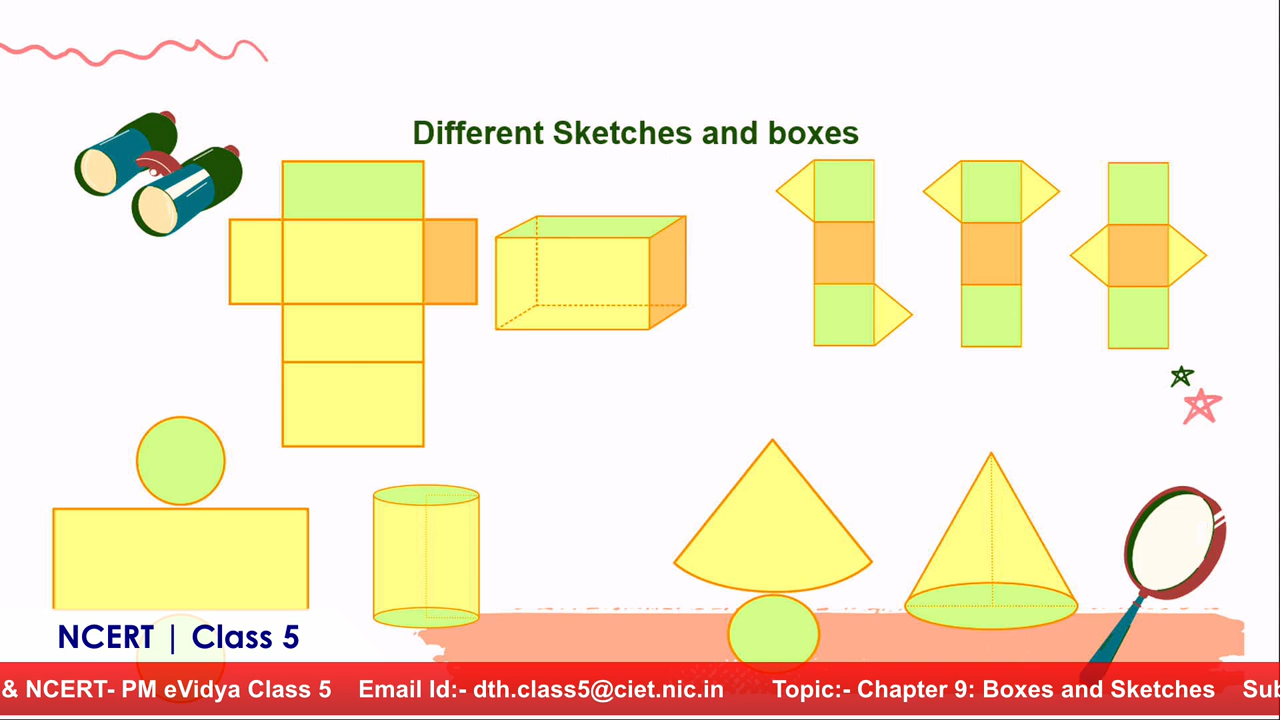 Different Sketches and boxes
NCERT | Class 5
& NCERT- PM eVidya Class 5 Email Id:- dth.class5@ciet.nic.in Topic:- Chapter 9: Boxes and Sketches